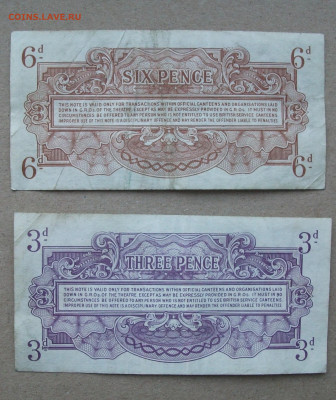 COINS.LAVE.RU
6d 6d
SIX PENCE
THIS NOTE IS VALID ONLY FOR TRANSACTIONS WITHIN OFFICIAL CANTEENS AND ORGANISATIONS LAID
DOWN IN G.R.Os. OF THE THEATRE EXCEPT AS MAY BE EXPRESSLY PROVIDED IN G.R.O. IT MUST IN NO
CIRCUMSTANCES BE OFFERED TO ANY PERSON WHO IS NOT ENTITLED TO USE BRITISH SERVICE CANTEENS.
IMPROPER USE OF THIS NOTE IS A DISCIPLINARY OFFENCE AND MAY RENDER THE OFFENDER LIABLE TO PENALTIES.
6d 6d
3d 3d
THREE PENCE
THIS NOTE IS VALID ONLY FOR TRANSACTIONS WITHIN OFFICIAL CANTEENS AND ORGANISATIONS LAID
DOWN IN G.R.Os. OF THE THEATRE EXCEPT AS MAY BE EXPRESSLY PROVIDED IN G.R.O. IT MUST IN NO
CIRCUMSTANCES BE OFFERED TO ANY PERSON WHO IS NOT ENTITLED TO USE BRITISH SERVICE CANTEENS.
IMPROPER USE OF THIS NOTE IS A DISCIPLINARY OFFENCE AND MAY RENDER THE OFFENDER LIABLE TO PENALTIES.
3d 3d